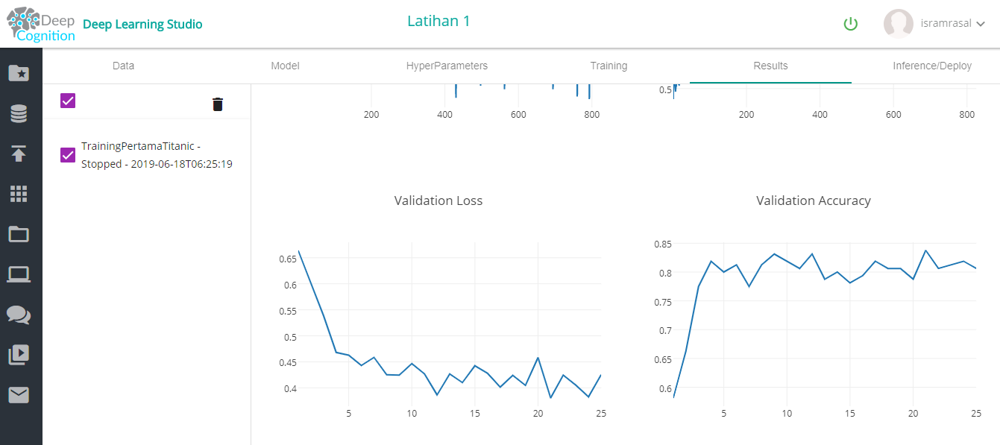 Deep
Cognition
Deep Learning Studio
Latihan 1
isramrasal
Data
Model
HyperParameters
Training
Results
Inference/Deploy
200
400
600
800
0.5
200
400
600
800
TrainingPertamaTitanic -
Stopped - 2019-06-18T06:25:19
Validation Loss
0.65
0.6
0.55
0.5
0.45
0.4
5
10
15
20
25
Validation Accuracy
0.85
0.8
0.75
0.7
0.65
0.6
5
10
15
20
25